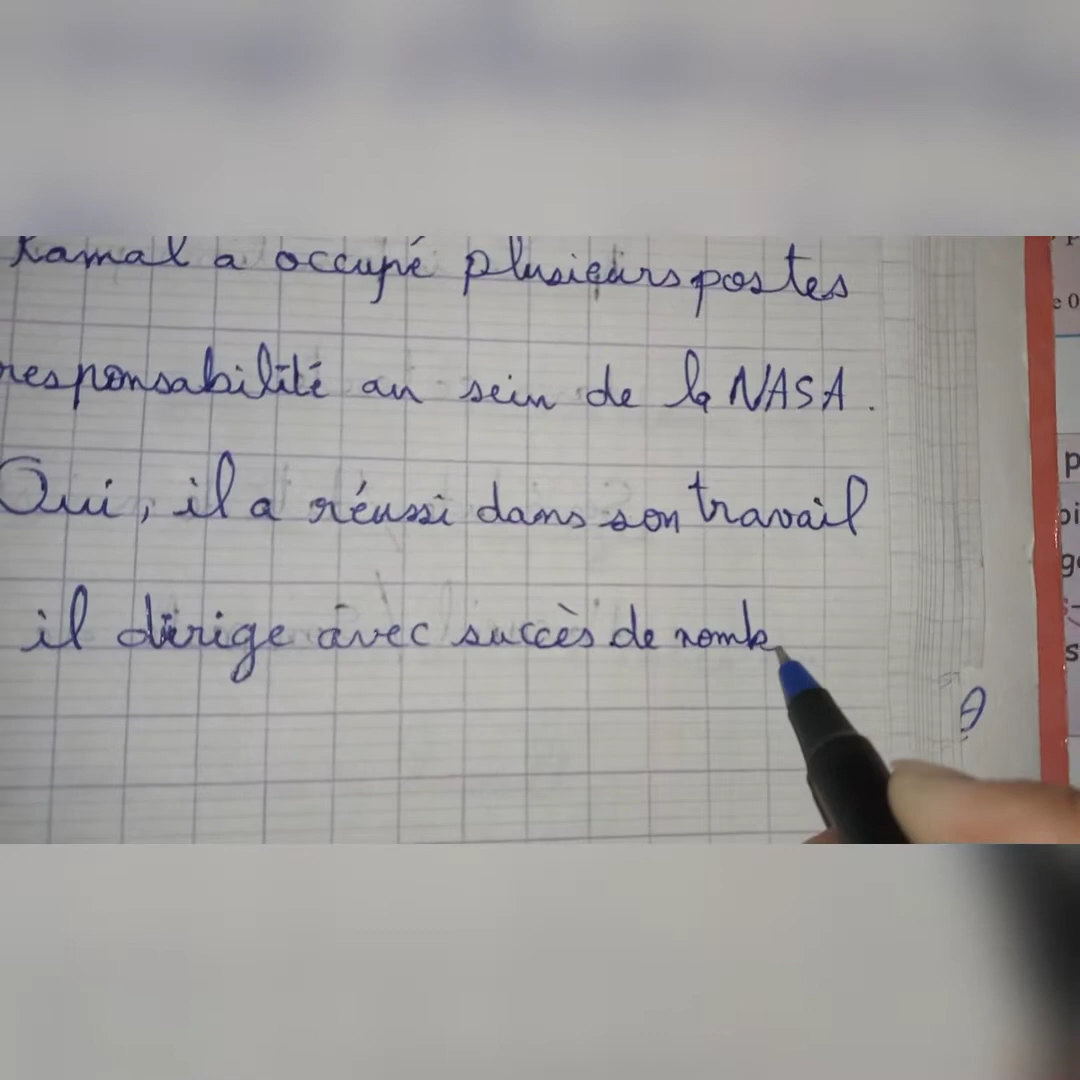 Kamal a occupé plusieurs postes
responsabilité au sein de la NASA.
Oui, il a réussi dans son travail
il dirige avec succès de nomb